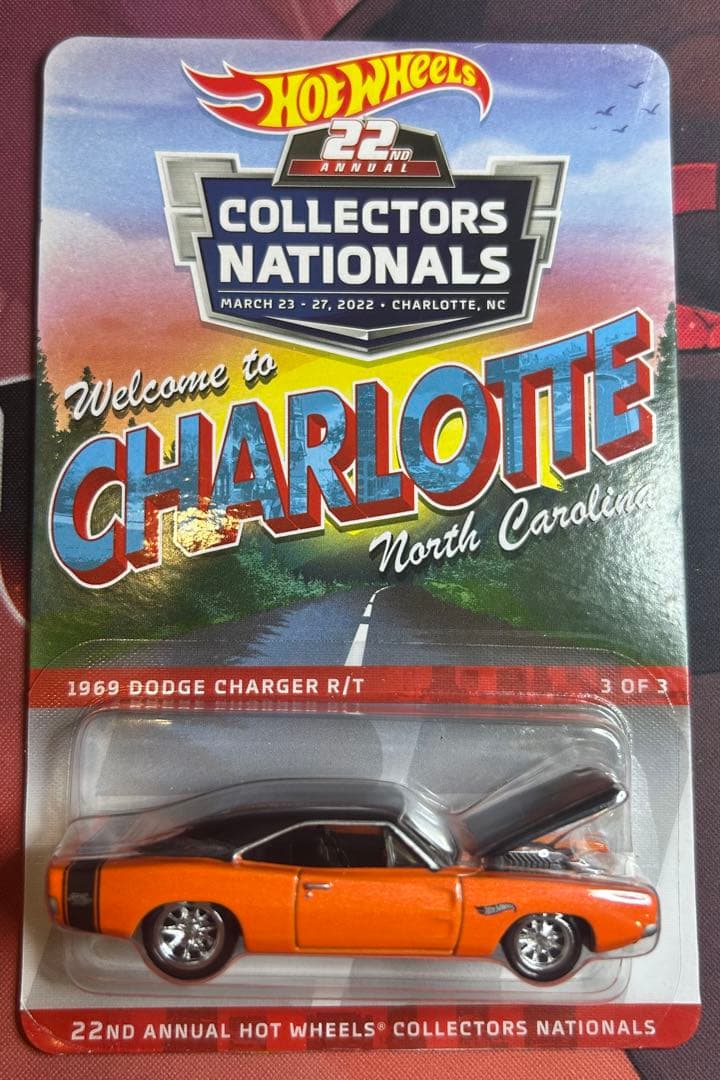 HOT WHEELS
22ND
ANNUAL
COLLECTORS
NATIONALS
MARCH 23 - 27, 2022 • CHARLOTTE, NC
Welcome to
CHARLOTTE
North Carolina
1969 DODGE CHARGER R/T 3 OF 3
22ND ANNUAL HOT WHEELS® COLLECTORS NATIONALS